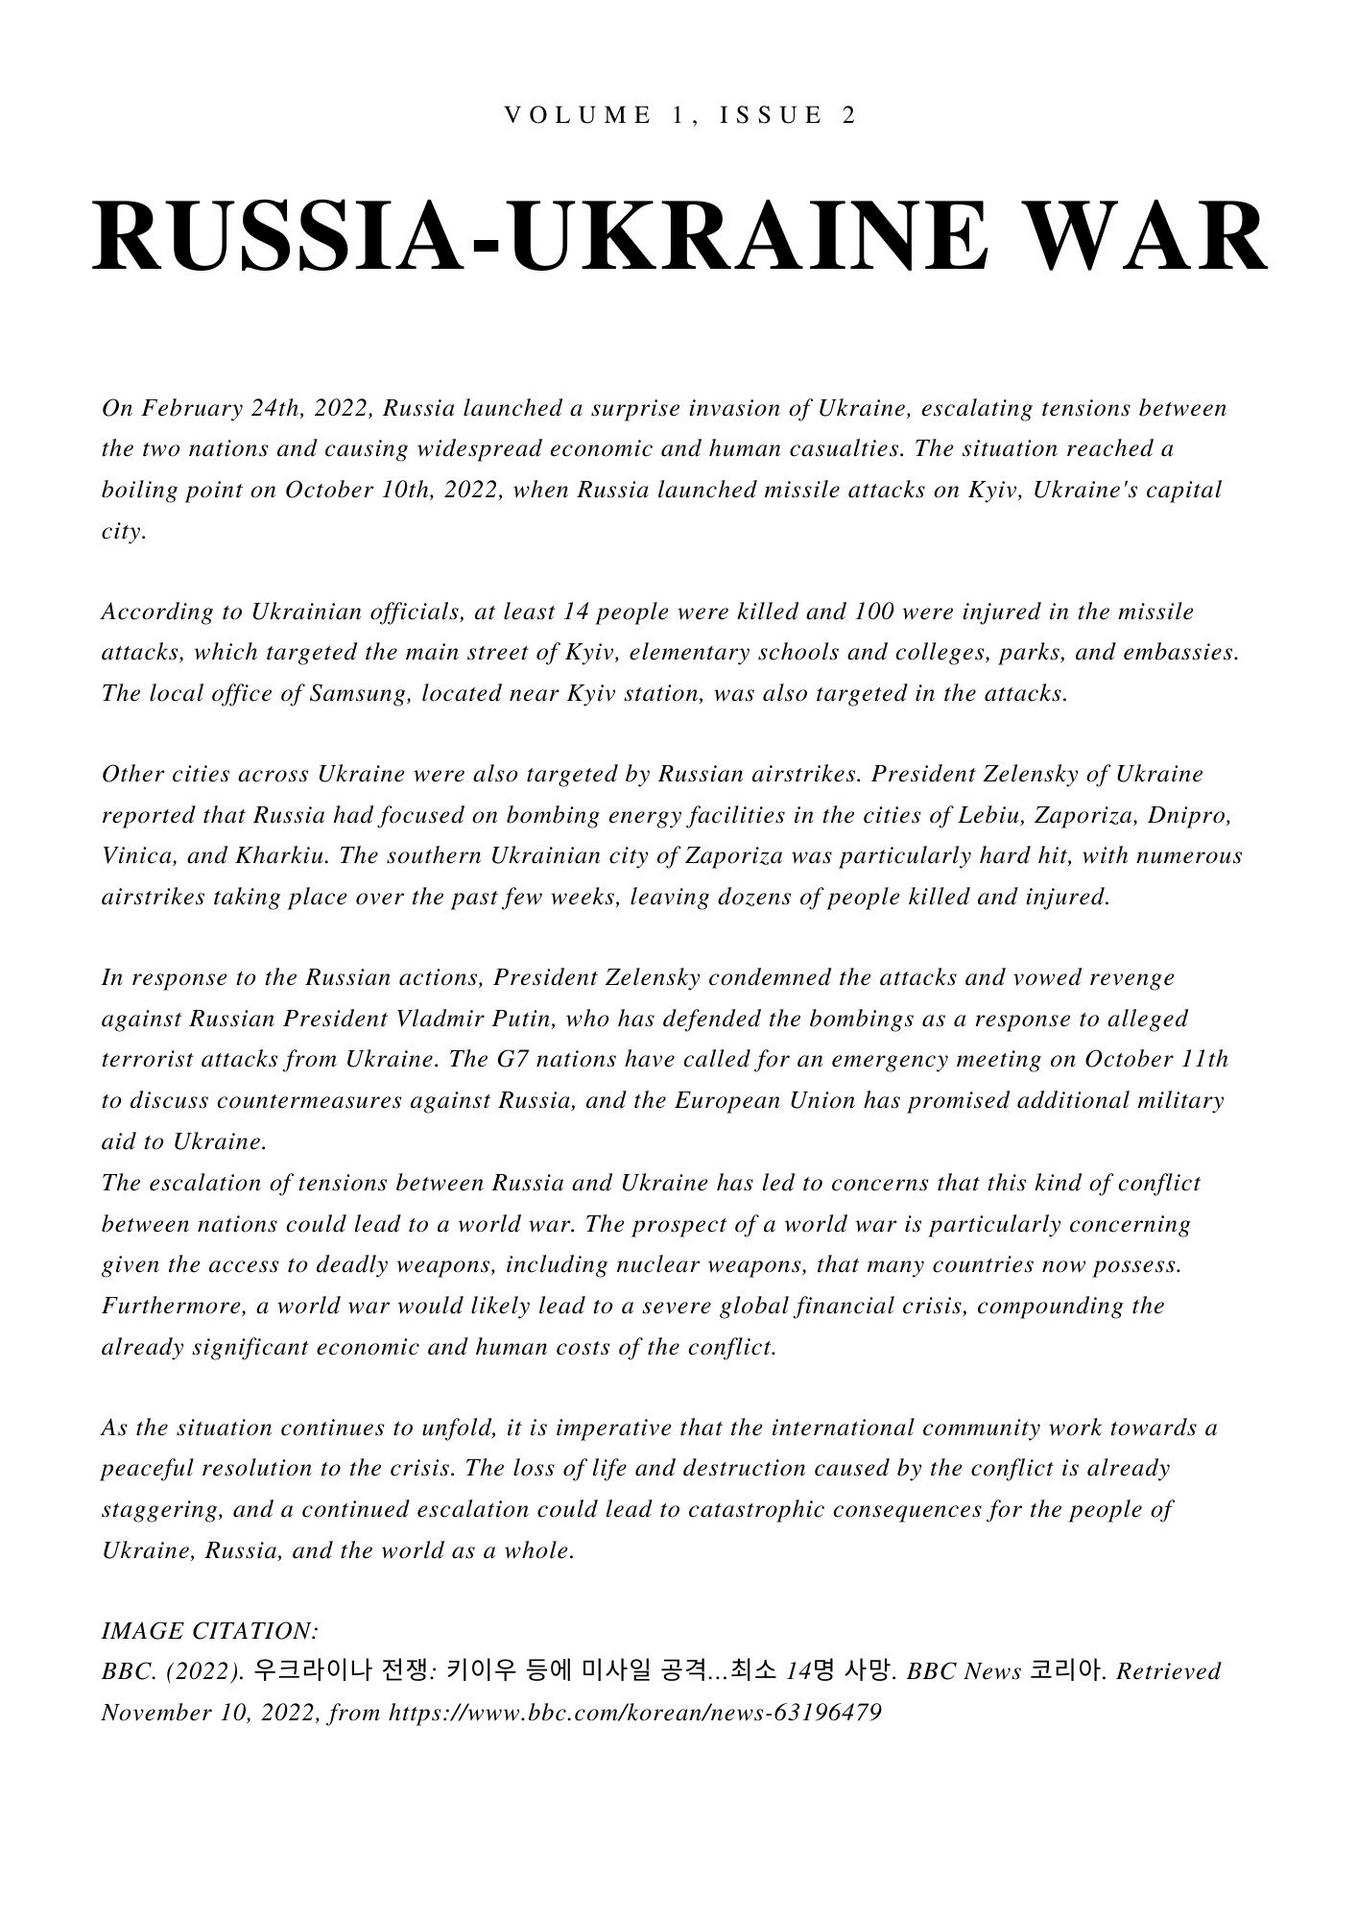 VOLUME 1, ISSUE 2
RUSSIA-UKRAINE WAR
On February 24th, 2022, Russia launched a surprise invasion of Ukraine, escalating tensions between
the two nations and causing widespread economic and human casualties. The situation reached a
boiling point on October 10th, 2022, when Russia launched missile attacks on Kyiv, Ukraine's capital
city.
According to Ukrainian officials, at least 14 people were killed and 100 were injured in the missile
attacks, which targeted the main street of Kyiv, elementary schools and colleges, parks, and embassies.
The local office of Samsung, located near Kyiv station, was also targeted in the attacks.
Other cities across Ukraine were also targeted by Russian airstrikes. President Zelensky of Ukraine
reported that Russia had focused on bombing energy facilities in the cities of Lebiu, Zaporiza, Dnipro,
Vinica, and Kharkiu. The southern Ukrainian city of Zaporiza was particularly hard hit, with numerous
airstrikes taking place over the past few weeks, leaving dozens of people killed and injured.
In response to the Russian actions, President Zelensky condemned the attacks and vowed revenge
against Russian President Vladmir Putin, who has defended the bombings as a response to alleged
terrorist attacks from Ukraine. The G7 nations have called for an emergency meeting on October 11th
to discuss countermeasures against Russia, and the European Union has promised additional military
aid to Ukraine.
The escalation of tensions between Russia and Ukraine has led to concerns that this kind of conflict
between nations could lead to a world war. The prospect of a world war is particularly concerning
given the access to deadly weapons, including nuclear weapons, that many countries now possess.
Furthermore, a world war would likely lead to a severe global financial crisis, compounding the
already significant economic and human costs of the conflict.
As the situation continues to unfold, it is imperative that the international community work towards a
peaceful resolution to the crisis. The loss of life and destruction caused by the conflict is already
staggering, and a continued escalation could lead to catastrophic consequences for the people of
Ukraine, Russia, and the world as a whole.
IMAGE CITATION:
BBC. (2022). 우크라이나 전쟁: 키이우 등에 미사일 공격...최소 14명 사망. BBC News 코리아. Retrieved
November 10, 2022, from https://www.bbc.com/korean/news-63196479